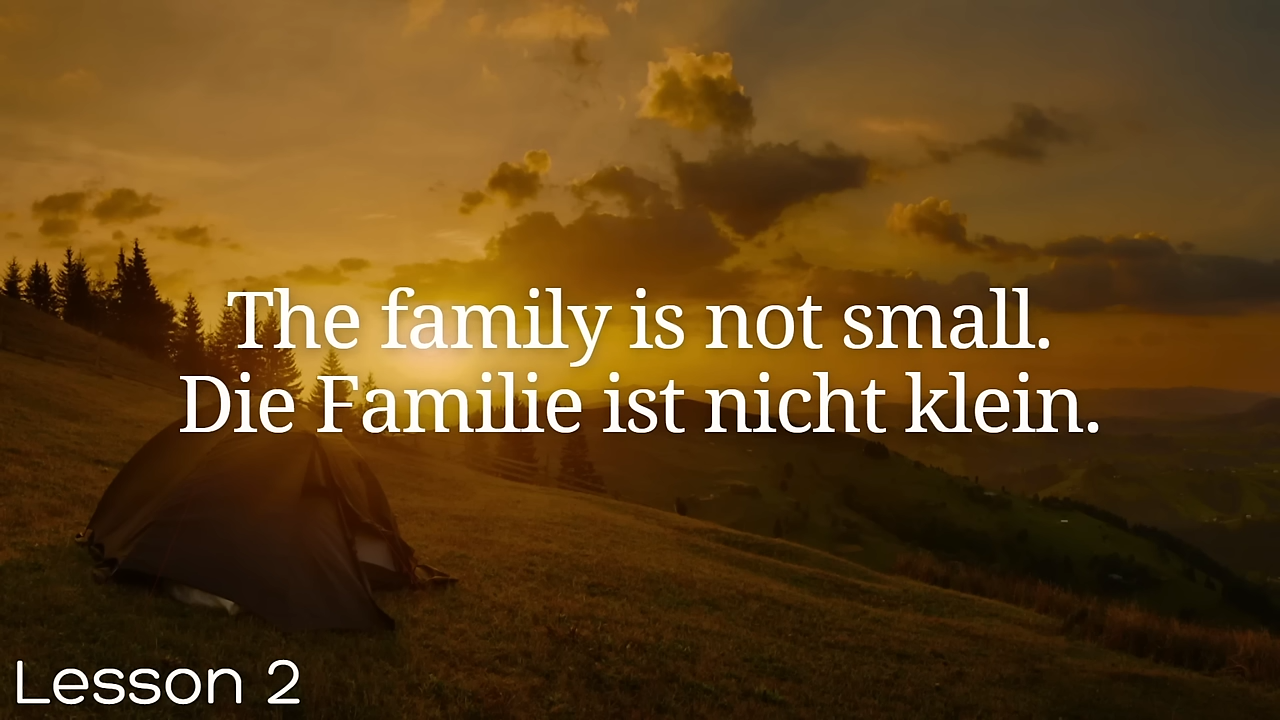 The family is not small.
Die Familie ist nicht klein.
Lesson 2